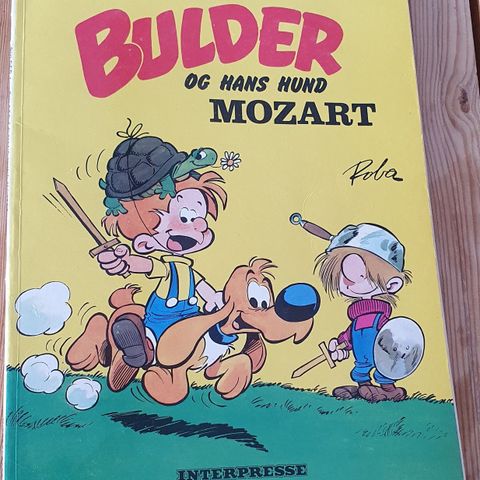 BULDER
OG HANS HUND
MOZART
Roba
INTERPRESSE